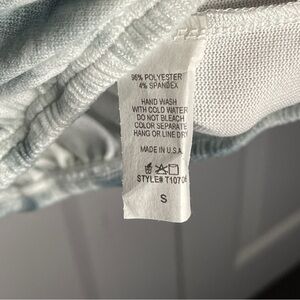 96% POLYESTER
4% SPANDEX
HAND WASH
WITH COLD WATER
DO NOT BLEACH
COLOR SEPARATE
HANG OR LINE DRY
MADE IN U.S.A
STYLE# T1070
S